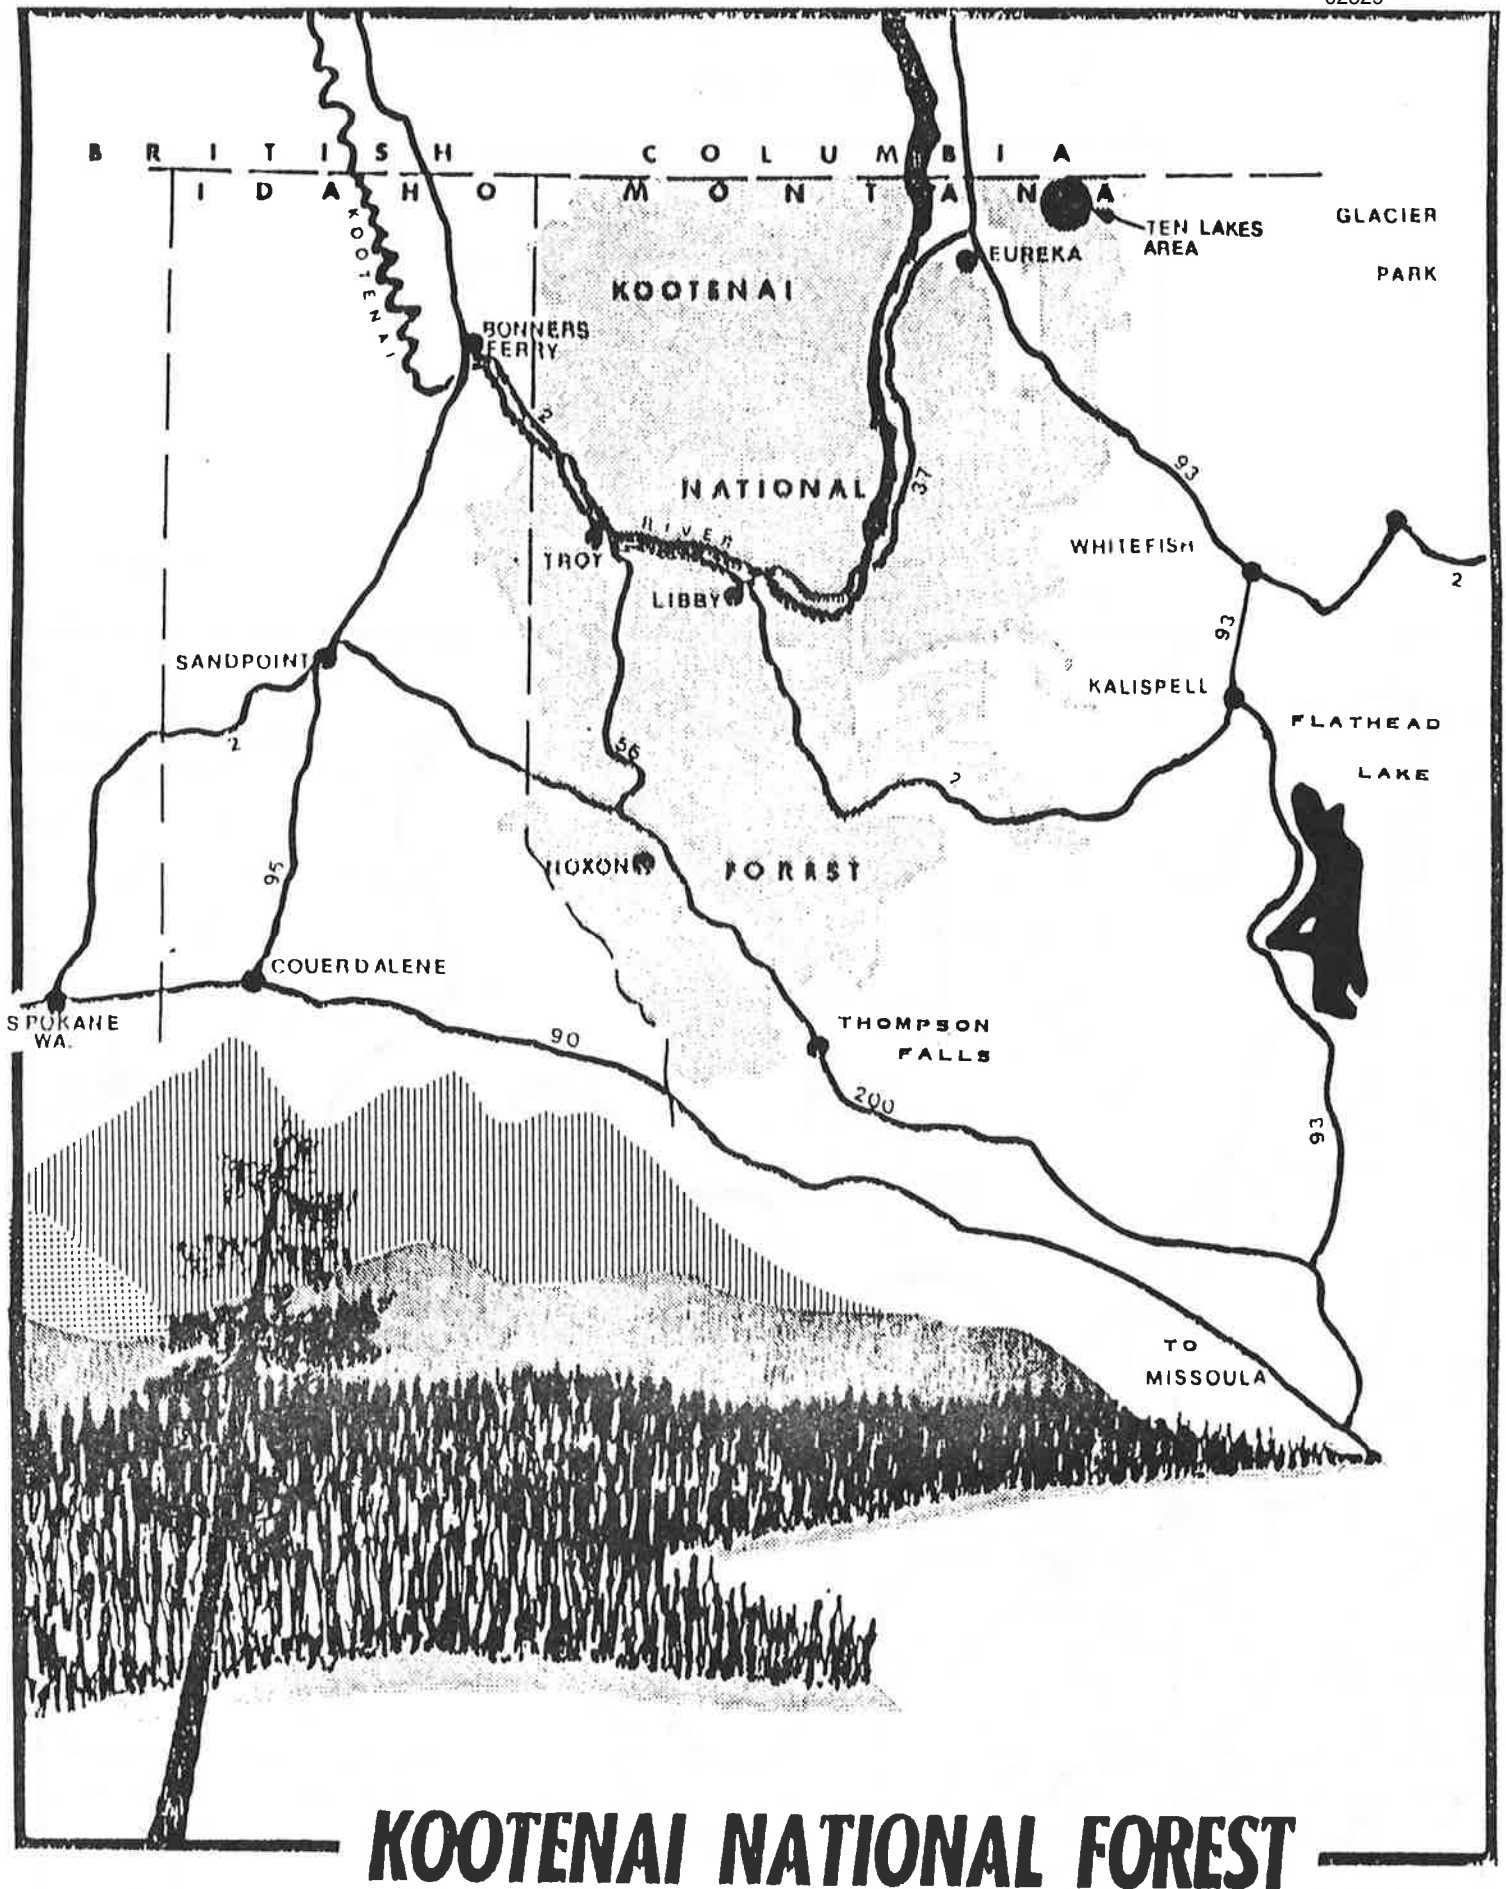 BRITISH COLUMBIA
IDAHO MONTANA
KOOTENAI
TEN LAKES
AREA
GLACIER
PARK
EUREKA
KOOTENAI
BONNERS
FERRY
2
NATIONAL
37
93
RIVER
TROY
WHITEFISH
2
LIBBY
93
SANDPOINT
KALISPELL
FLATHEAD
2
56
2
LAKE
NOXON
FOREST
95
COUERDALENE
SPOKANE
WA.
90
THOMPSON
FALLS
200
93
TO
MISSOULA
KOOTENAI NATIONAL FOREST